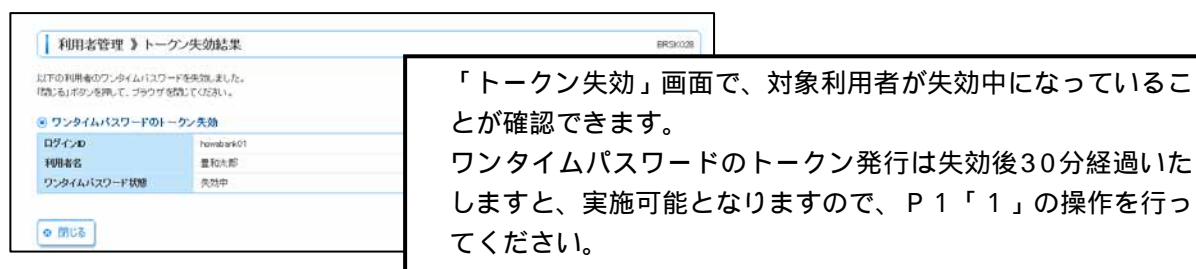 利用者管理 》トークン失効結果
BRSK028
以下の利用者のワンタイムパスワードを失効しました。
「閉じる」ボタンを押して、ブラウザを閉じてください。
ワンタイムパスワードのトークン失効
ログインID
howabank01
利用者名
豊和太郎
ワンタイムパスワード状態
失効中
閉じる
「トークン失効」画面で、対象利用者が失効中になっているこ
とが確認できます。
ワンタイムパスワードのトークン発行は失効後30分経過いた
しますと、実施可能となりますので、P1「1」の操作を行っ
てください。